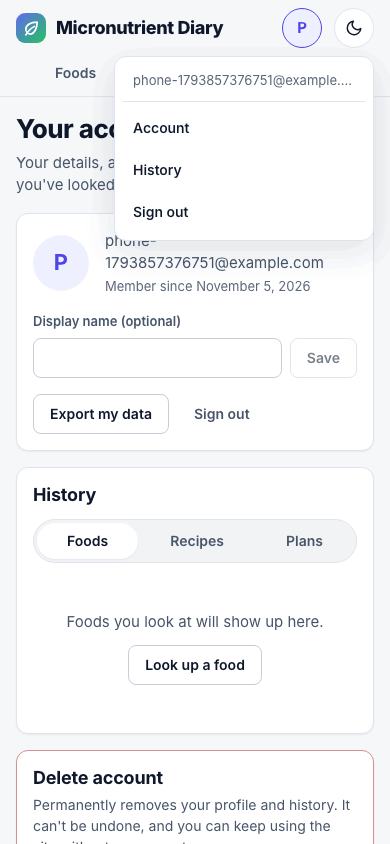 Micronutrient Diary
P
Foods
phone-1793857376751@example....
Account
History
Sign out
Your acc
Your details, a
you've looked
P
phone-
1793857376751@example.com
Member since November 5, 2026
Display name (optional)
Save
Export my data
Sign out
History
Foods
Recipes
Plans
Foods you look at will show up here.
Look up a food
Delete account
Permanently removes your profile and history. It
can't be undone, and you can keep using the